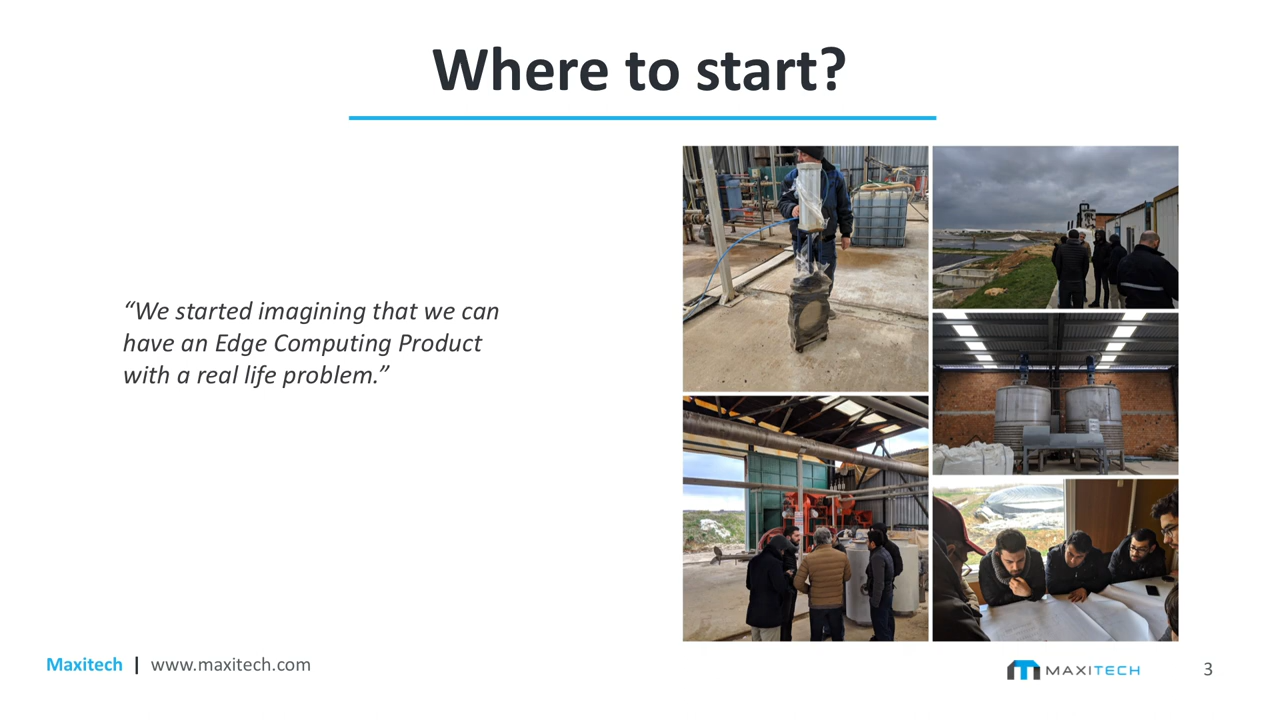 Where to start?
“We started imagining that we can
have an Edge Computing Product
with a real life problem.”
Maxitech | www.maxitech.com
MAXITECH
3